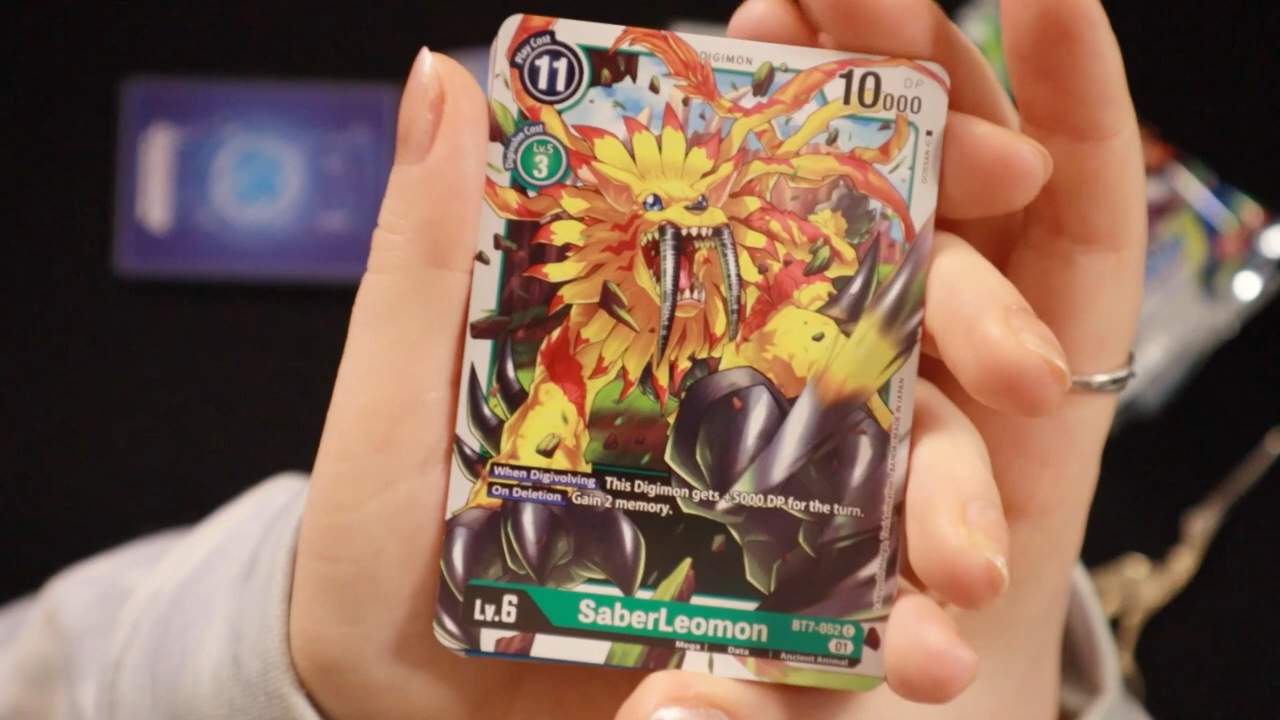 DIGIMON
Play Cost
11
10000
DP
Digivolve Cost
Lv.5
3
When Digivolving This Digimon gets +5000 DP for the turn.
On Deletion Gain 2 memory.
Lv.6
SaberLeomon
BT7-052 C
01
Mega | Data | Ancient Animal